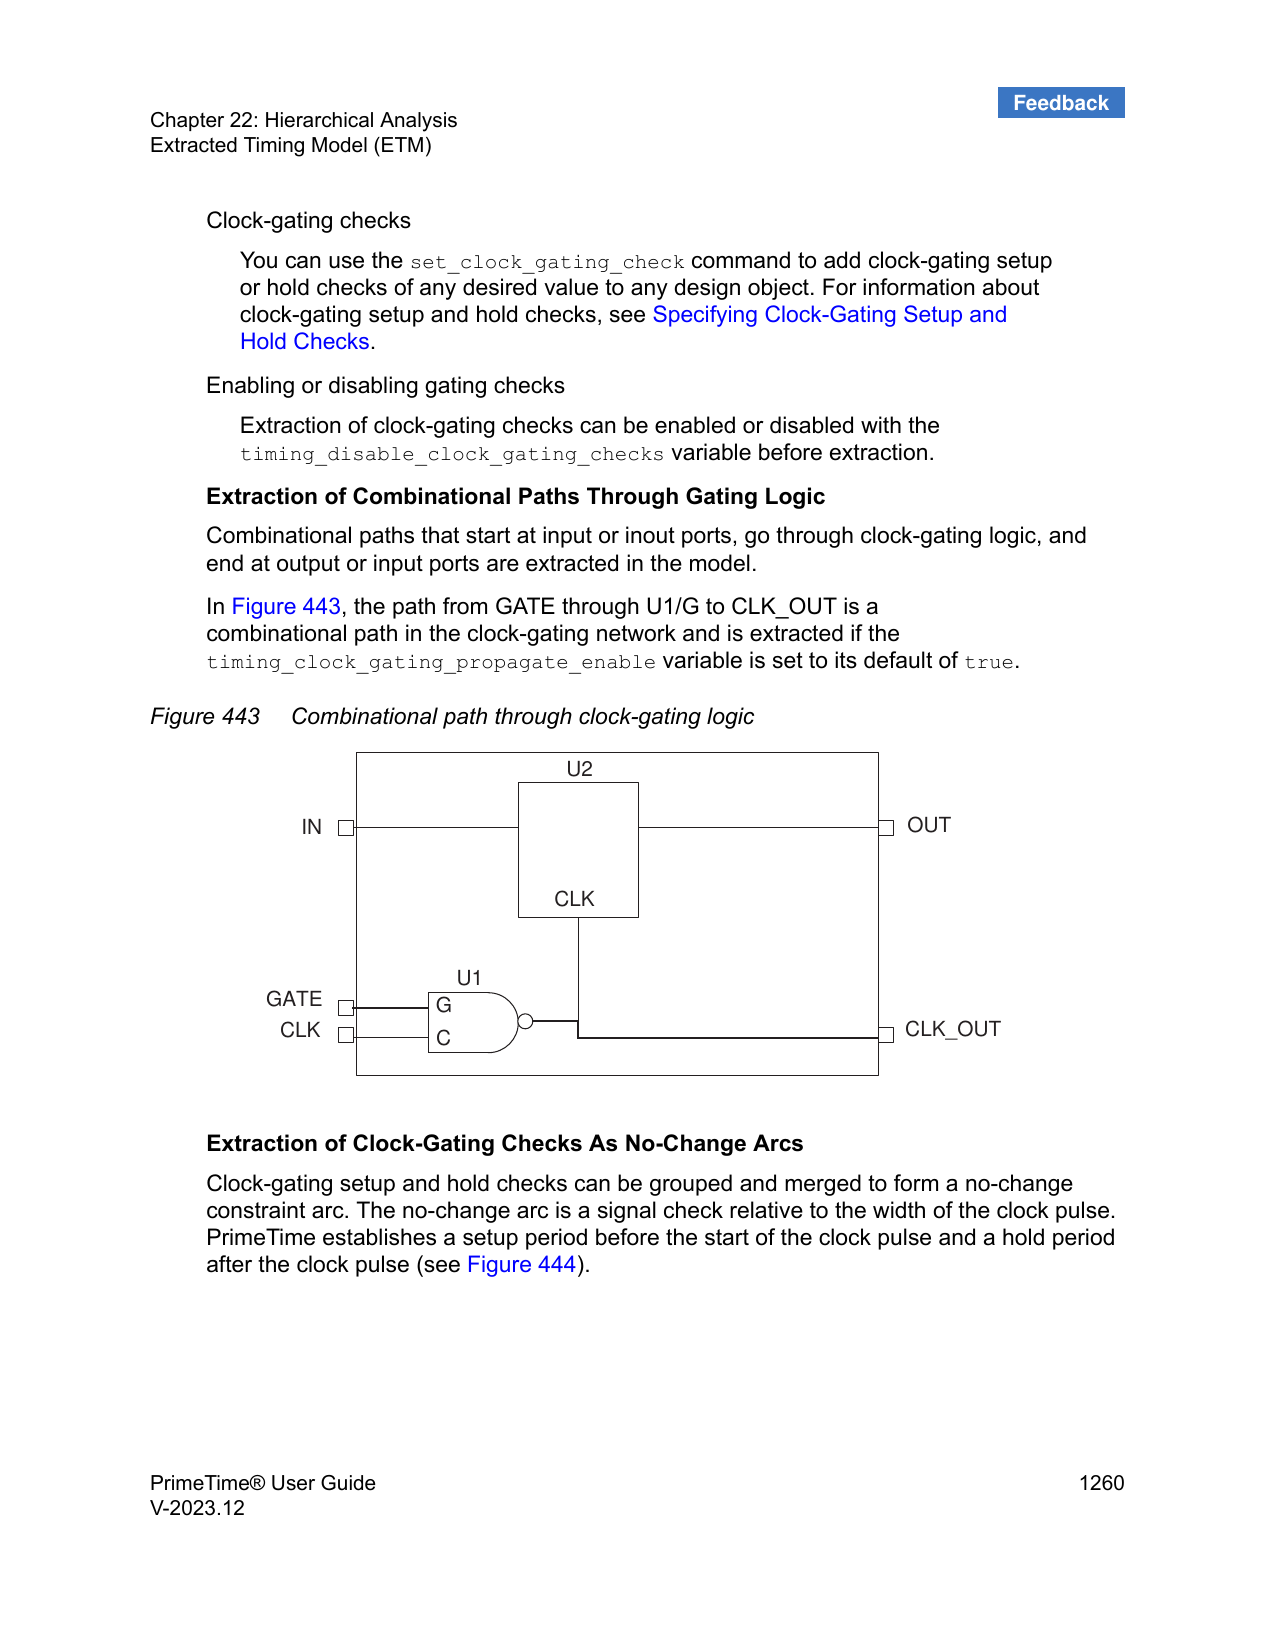 Feedback
Chapter 22: Hierarchical Analysis
Extracted Timing Model (ETM)
Clock-gating checks
You can use the set_clock_gating_check command to add clock-gating setup
or hold checks of any desired value to any design object. For information about
clock-gating setup and hold checks, see Specifying Clock-Gating Setup and
Hold Checks.
Enabling or disabling gating checks
Extraction of clock-gating checks can be enabled or disabled with the
timing_disable_clock_gating_checks variable before extraction.
Extraction of Combinational Paths Through Gating Logic
Combinational paths that start at input or inout ports, go through clock-gating logic, and
end at output or input ports are extracted in the model.
In Figure 443, the path from GATE through U1/G to CLK_OUT is a
combinational path in the clock-gating network and is extracted if the
timing_clock_gating_propagate_enable variable is set to its default of true.
Figure 443 Combinational path through clock-gating logic
U2
IN
OUT
CLK
U1
GATE
G
CLK
C
CLK_OUT
Extraction of Clock-Gating Checks As No-Change Arcs
Clock-gating setup and hold checks can be grouped and merged to form a no-change
constraint arc. The no-change arc is a signal check relative to the width of the clock pulse.
PrimeTime establishes a setup period before the start of the clock pulse and a hold period
after the clock pulse (see Figure 444).
PrimeTime® User Guide 1260
V-2023.12